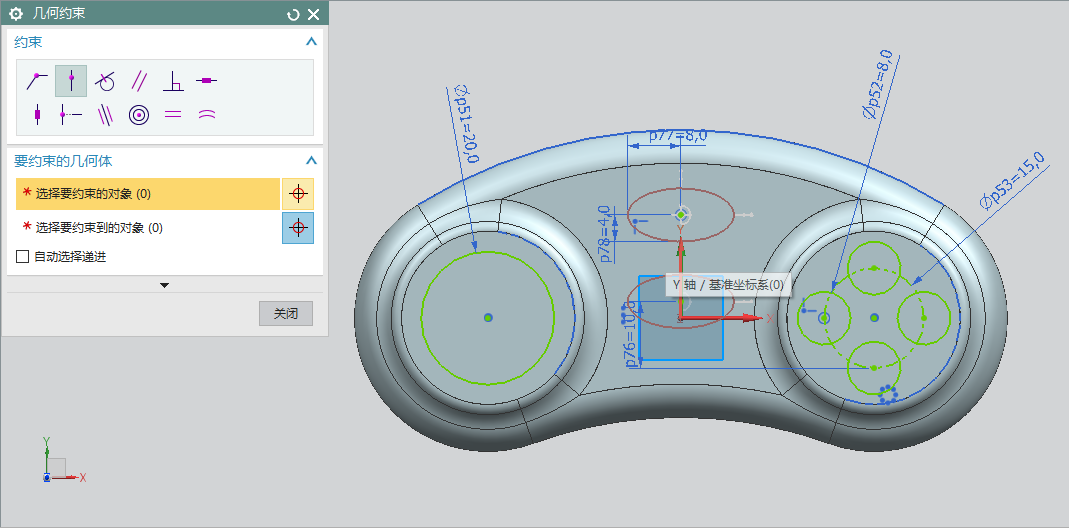 几何约束
约束
要约束的几何体
* 选择要约束的对象 (0)
* 选择要约束到的对象 (0)
自动选择递进
关闭
∅p51=20,0
p77=8,0
∅p52=8,0
∅p53=15,0
p78=4,0
Y
Y 轴 / 基准坐标系(0)
p76=10,0
X
Z
Y
X